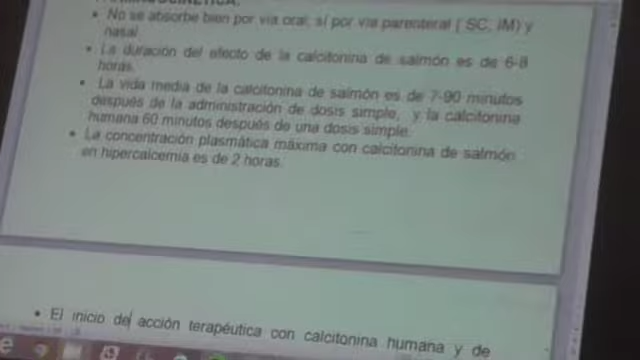 • No se absorbe bien por via oral, sí por via parenteral ( SC, IM) y
nasal
• La duración del efecto de la calcitonina de salmón es de 6-8
horas.
• La vida media de la calcitonina de salmón es de 7-90 minutos
después de la administración de dosis simple, y la calcitonina
humana 60 minutos después de una dosis simple.
• La concentración plasmática máxima con calcitonina de salmón
en hipercalcemia es de 2 horas.
• El inicio de acción terapéutica con calcitonina humana y de